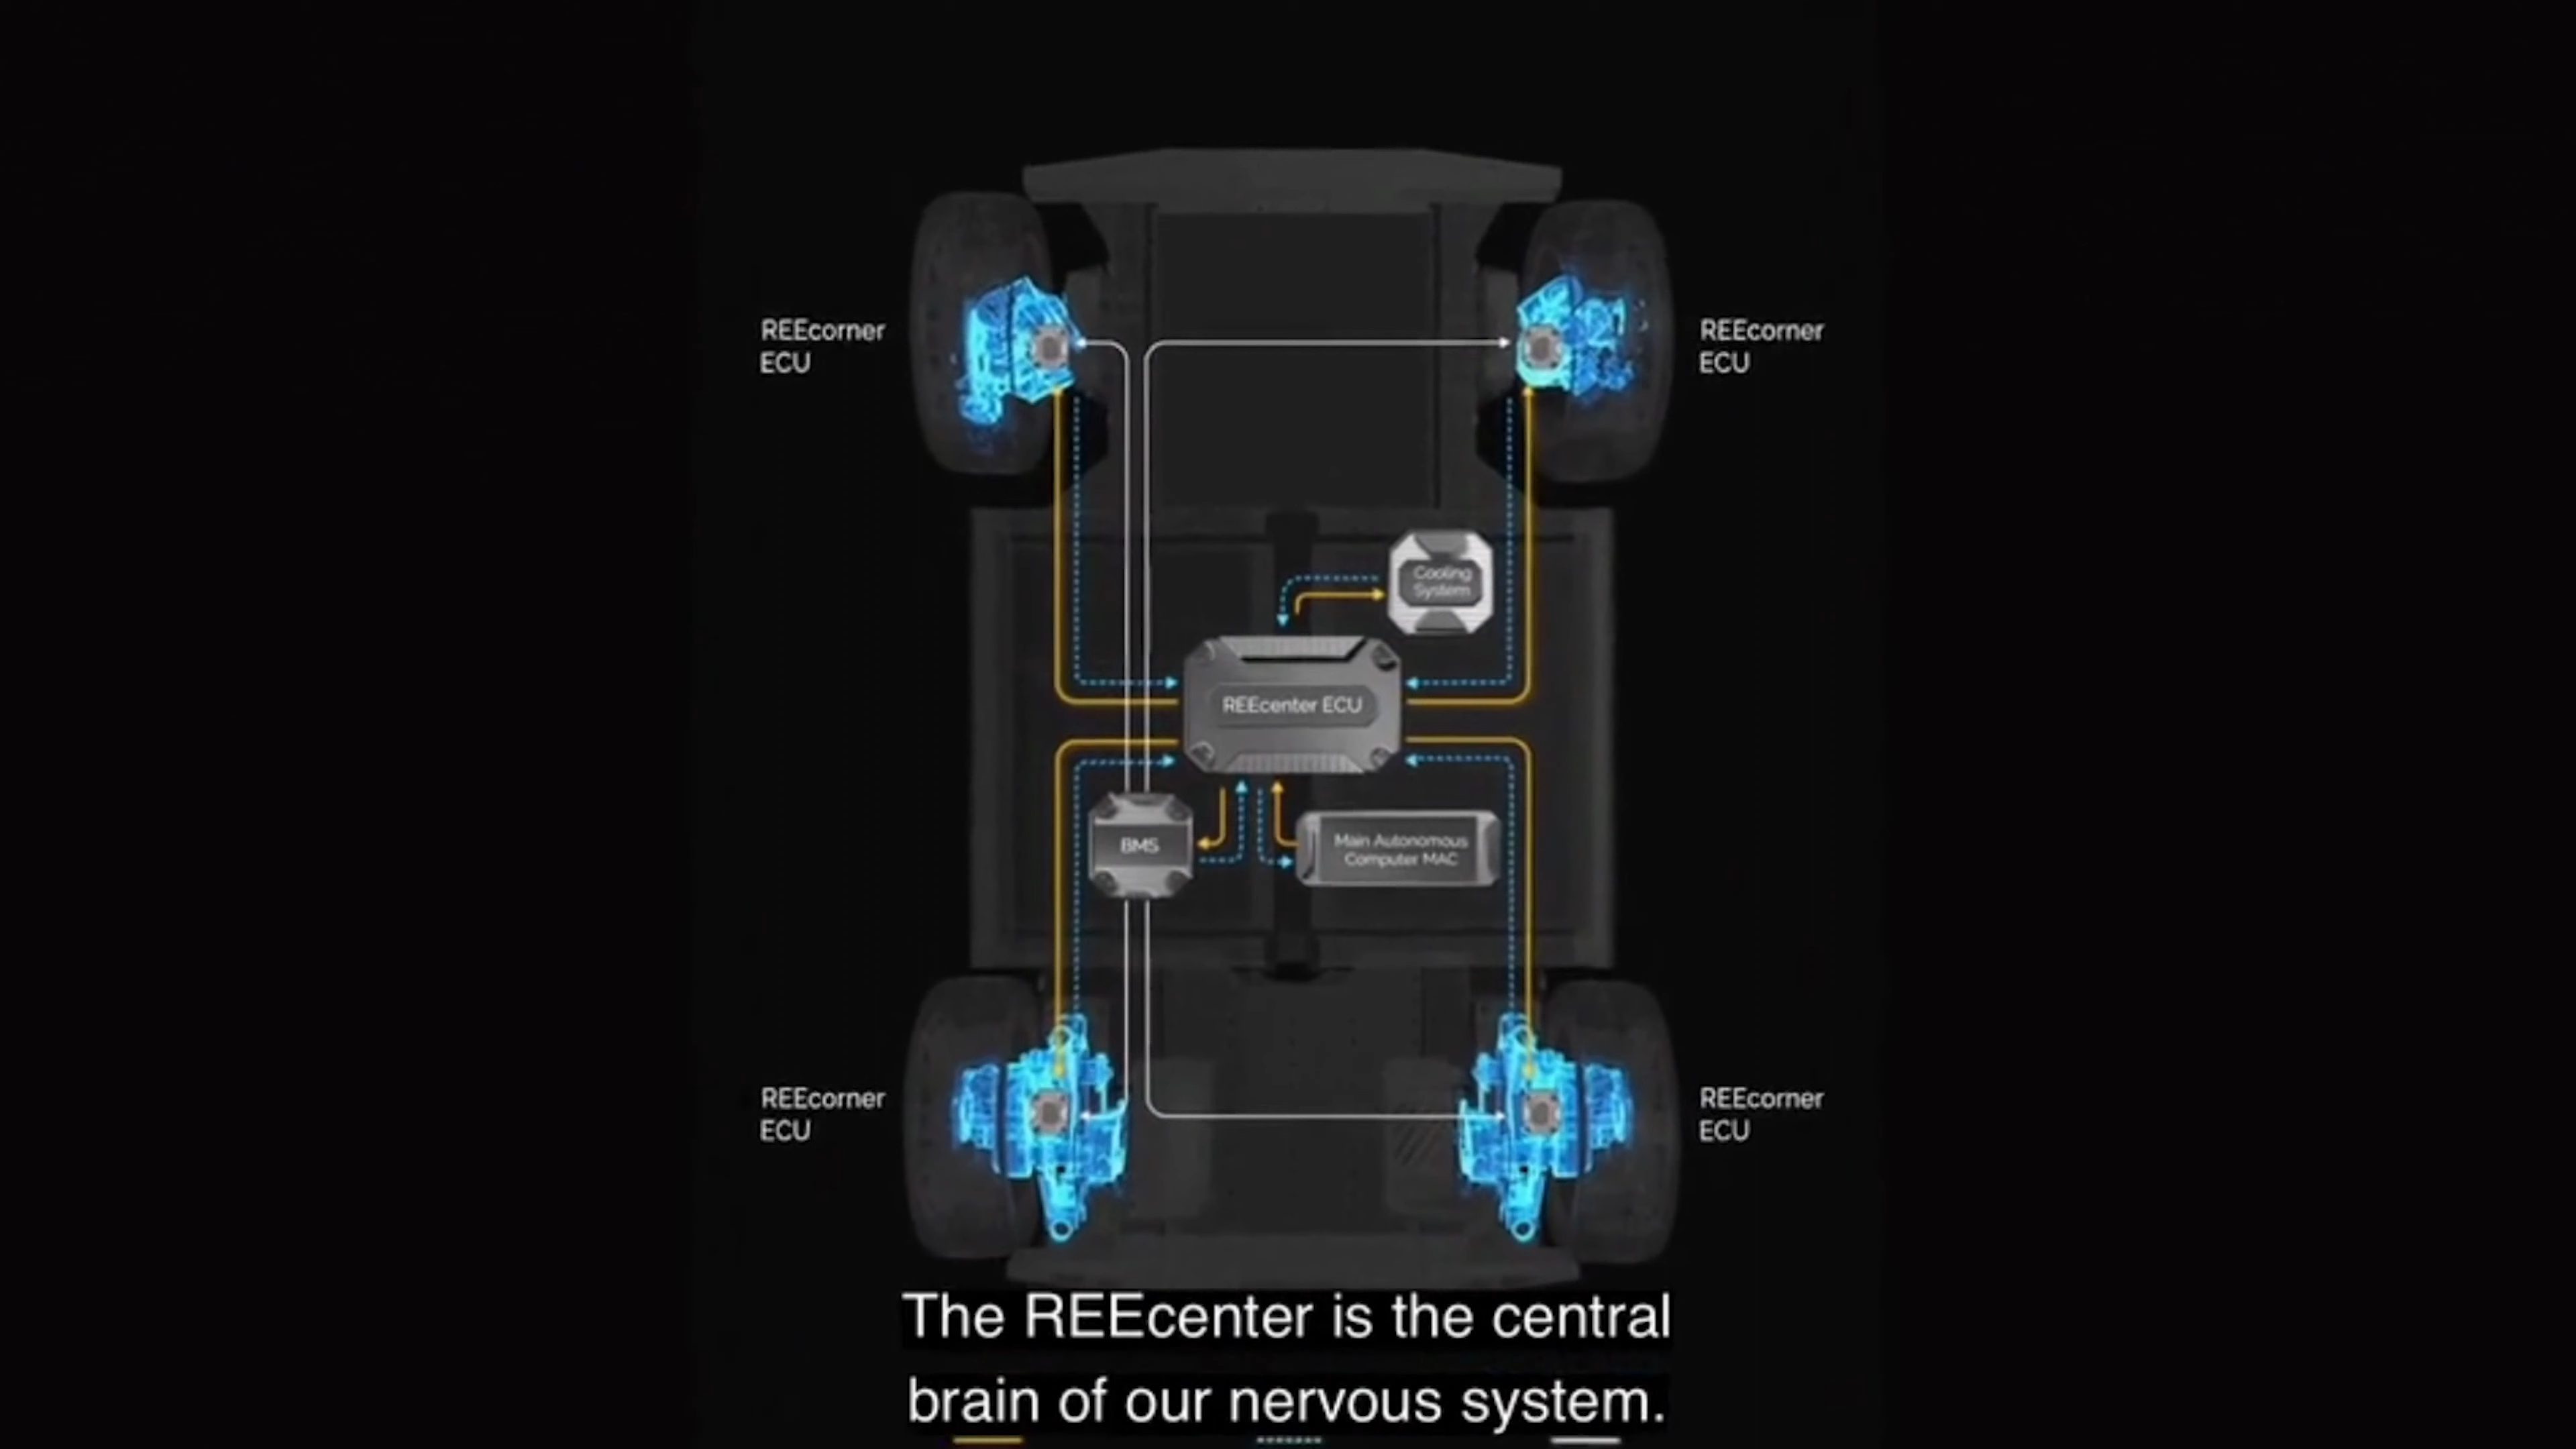 REEcorner
ECU
REEcorner
ECU
Cooling
System
REEcenter ECU
BMS
Main Autonomous
Computer MAC
REEcorner
ECU
REEcorner
ECU
The REEcenter is the central
brain of our nervous system.